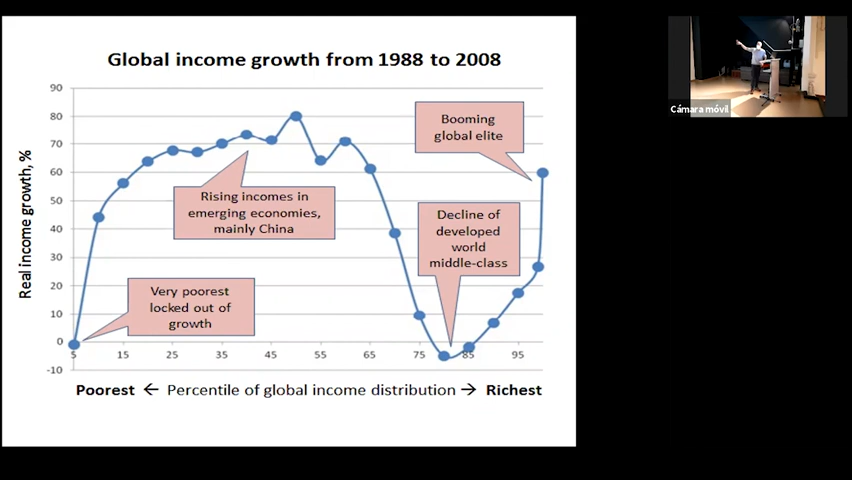 Global income growth from 1988 to 2008
Cámara móvil
Real income growth, %
90
80
70
60
50
40
30
20
10
0
-10
Booming
global elite
Rising incomes in
emerging economies,
mainly China
Decline of
developed
world
middle-class
Very poorest
locked out of
growth
5 15 25 35 45 55 65 75 85 95
Poorest ← Percentile of global income distribution → Richest